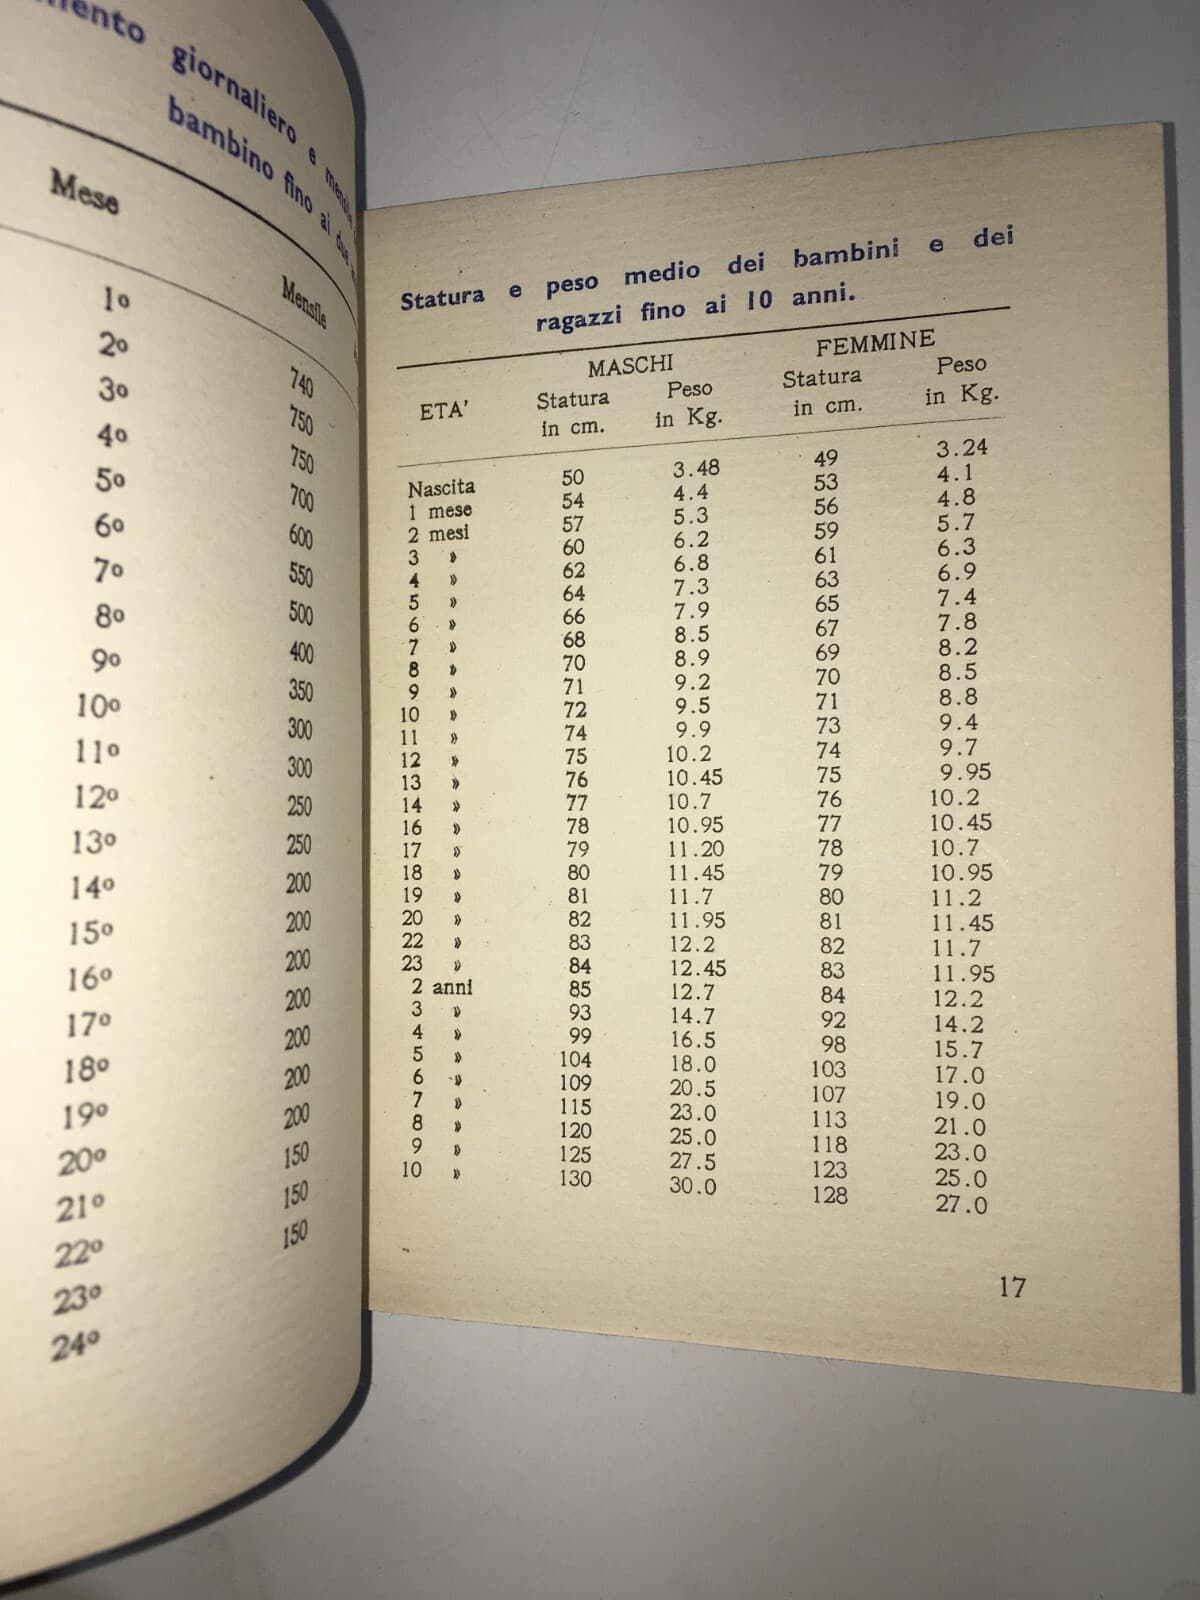 giornaliero e mensile
bambino fino ai due
Mese
1º
2º
3º
4º
5º
6º
7º
8º
9º
10º
11º
12º
13º
14º
15º
16º
17º
18º
19º
20º
21º
22º
23º
24º
Mensile
740
750
750
700
600
550
500
400
350
300
300
250
250
200
200
200
200
200
200
200
150
150
150
Statura e peso medio dei bambini e dei
ragazzi fino ai 10 anni.
MASCHI FEMMINE
ETA' Statura Peso Statura Peso
in cm. in Kg. in cm. in Kg.
Nascita 50 3.48 49 3.24
1 mese 54 4.4 53 4.1
2 mesi 57 5.3 56 4.8
3 » 60 6.2 59 5.7
4 » 62 6.8 61 6.3
5 » 64 7.3 63 6.9
6 » 66 7.9 65 7.4
7 » 68 8.5 67 7.8
8 » 70 8.9 69 8.2
9 » 71 9.2 70 8.5
10 » 72 9.5 71 8.8
11 » 74 9.9 73 9.4
12 » 75 10.2 74 9.7
13 » 76 10.45 75 9.95
14 » 77 10.7 76 10.2
16 » 78 10.95 77 10.45
17 » 79 11.20 78 10.7
18 » 80 11.45 79 10.95
19 » 81 11.7 80 11.2
20 » 82 11.95 81 11.45
22 » 83 12.2 82 11.7
23 » 84 12.45 83 11.95
2 anni 85 12.7 84 12.2
3 » 93 14.7 92 14.2
4 » 99 16.5 98 15.7
5 » 104 18.0 103 17.0
6 » 109 20.5 107 19.0
7 » 115 23.0 113 21.0
8 » 120 25.0 118 23.0
9 » 125 27.5 123 25.0
10 » 130 30.0 128 27.0
17